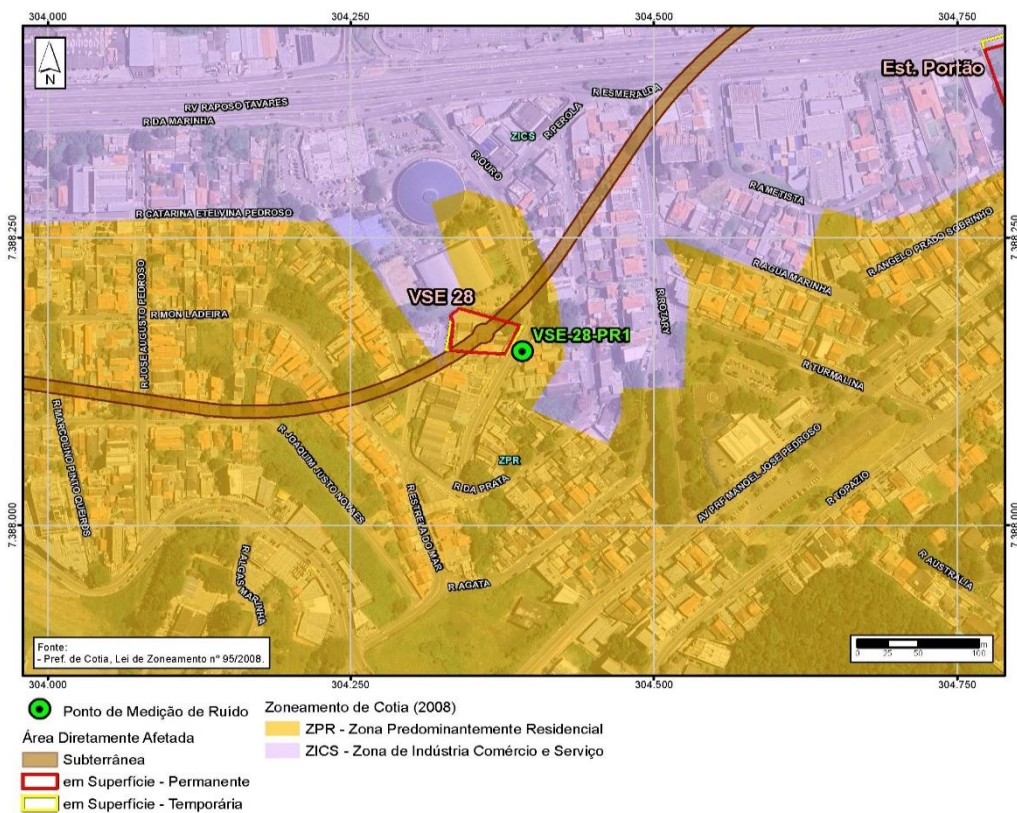 304.000
304.250
304.500
304.750
N
Est. Portão
RV RAPOSO TAVARES
R ESMERALDA
R DA MARINHA
ZICS
R PEROLA
R OURO
R AMETISTA
R CATARINA ETELVINA PEDROSO
R ANGELO PRADO SOBRINHO
7.388.250
7.388.250
R AGUA MARINHA
VSE 28
R ROTARY
R MON LADEIRA
R JOSE AUGUSTO PEDROSO
VSE-28-PR1
R TURMALINA
R MARCOLINO PINTO QUEIROS
R JOAQUIM JUSTO NOVAES
AV PRF MANOEL JOSE PEDROSO
ZPR
R DA PRATA
R TOPAZIO
R ESTRELA DO MAR
7.388.000
7.388.000
R ALGAS MARINHA
R AGATA
R AUSTRALIA
Fonte:
- Pref. de Cotia, Lei de Zoneamento nº 95/2008.
0 25 50 100 m
304.000
304.250
304.500
304.750
Ponto de Medição de Ruído
Área Diretamente Afetada
Subterrânea
em Superfície - Permanente
em Superfície - Temporária
Zoneamento de Cotia (2008)
ZPR - Zona Predominantemente Residencial
ZICS - Zona de Indústria Comércio e Serviço